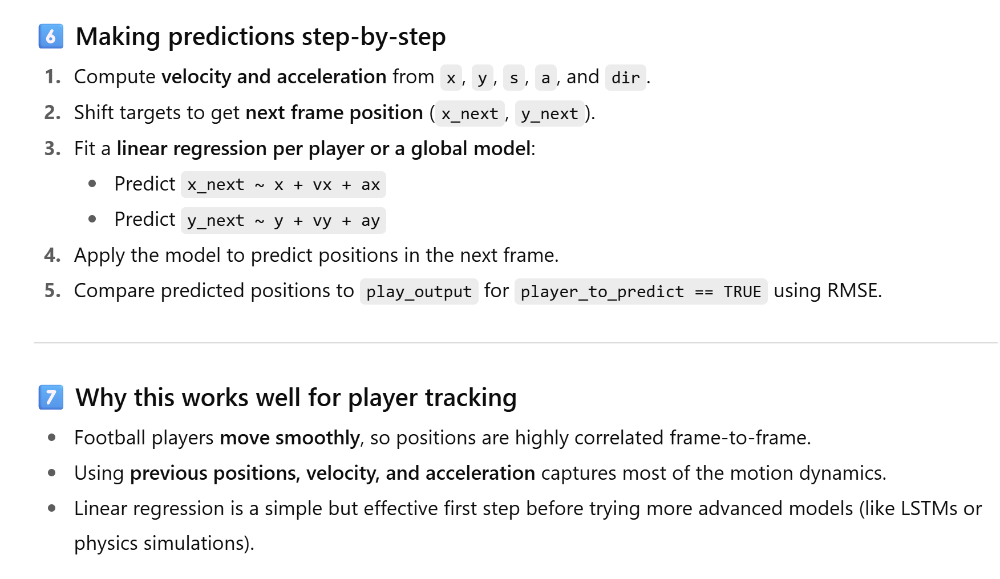 6 Making predictions step-by-step
1. Compute velocity and acceleration from x, y, s, a, and dir.
2. Shift targets to get next frame position (x_next, y_next).
3. Fit a linear regression per player or a global model:
• Predict x_next ~ x + vx + ax
• Predict y_next ~ y + vy + ay
4. Apply the model to predict positions in the next frame.
5. Compare predicted positions to play_output for player_to_predict == TRUE using RMSE.
7 Why this works well for player tracking
• Football players move smoothly, so positions are highly correlated frame-to-frame.
• Using previous positions, velocity, and acceleration captures most of the motion dynamics.
• Linear regression is a simple but effective first step before trying more advanced models (like LSTMs or
physics simulations).